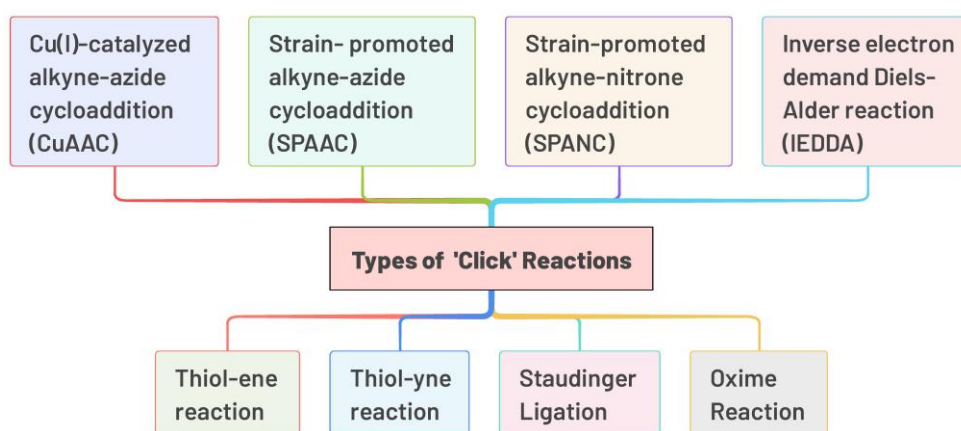 Cu(I)-catalyzed
alkyne-azide
cycloaddition
(CuAAC)
Strain- promoted
alkyne-azide
cycloaddition
(SPAAC)
Strain-promoted
alkyne-nitrone
cycloaddition
(SPANC)
Inverse electron
demand Diels-
Alder reaction
(IEDDA)
Types of 'Click' Reactions
Thiol-ene
reaction
Thiol-yne
reaction
Staudinger
Ligation
Oxime
Reaction